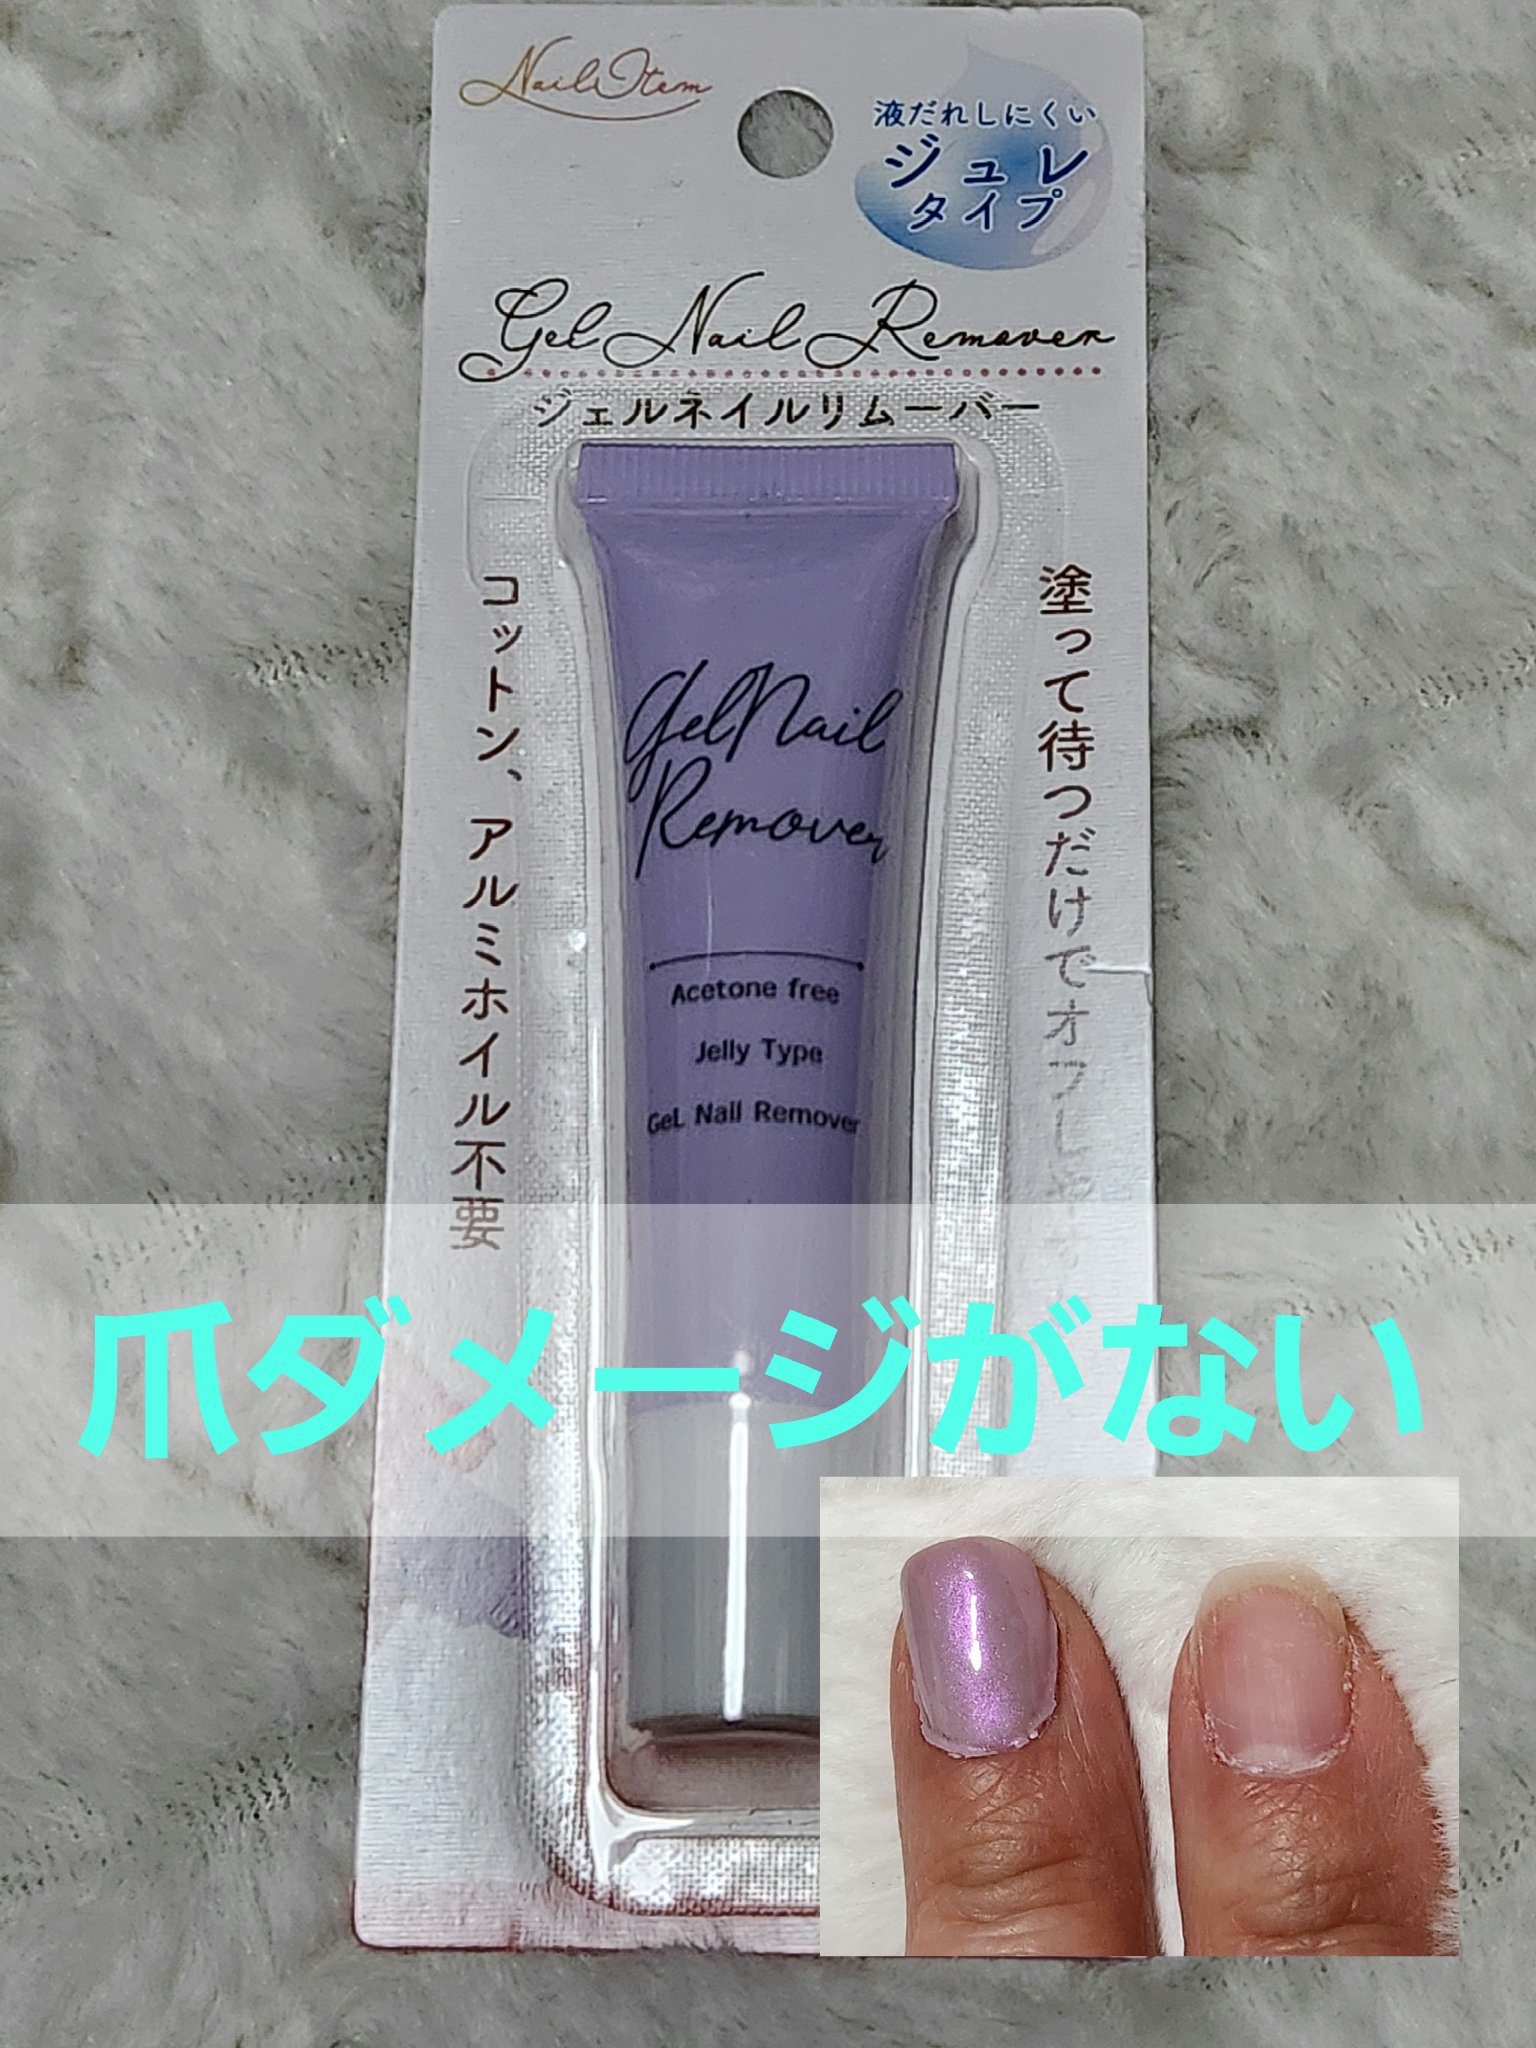 Nail Item
液だれしにくい
ジュレ
タイプ
Gel Nail Remover
ジェルネイルリムーバー
塗って待つだけでオフ
コットン、アルミホイル不要
Gel Nail
Remover
Acetone free
Jelly Type
Gel Nail Remover
爪ダメージがない